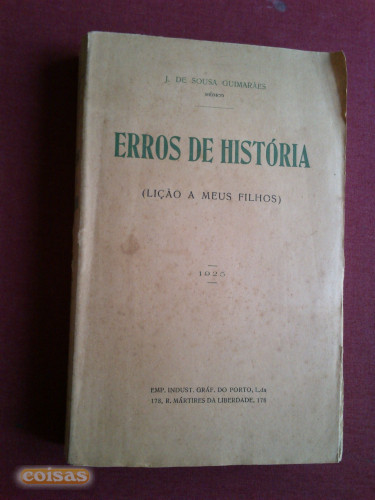 J. DE SOUSA GUIMARÃES
MÉDICO
ERROS DE HISTÓRIA
(LIÇÃO A MEUS FILHOS)
1925
EMP. INDUST. GRÁF. DO PORTO, L.da
178, R. MÁRTIRES DA LIBERDADE, 178
coisas